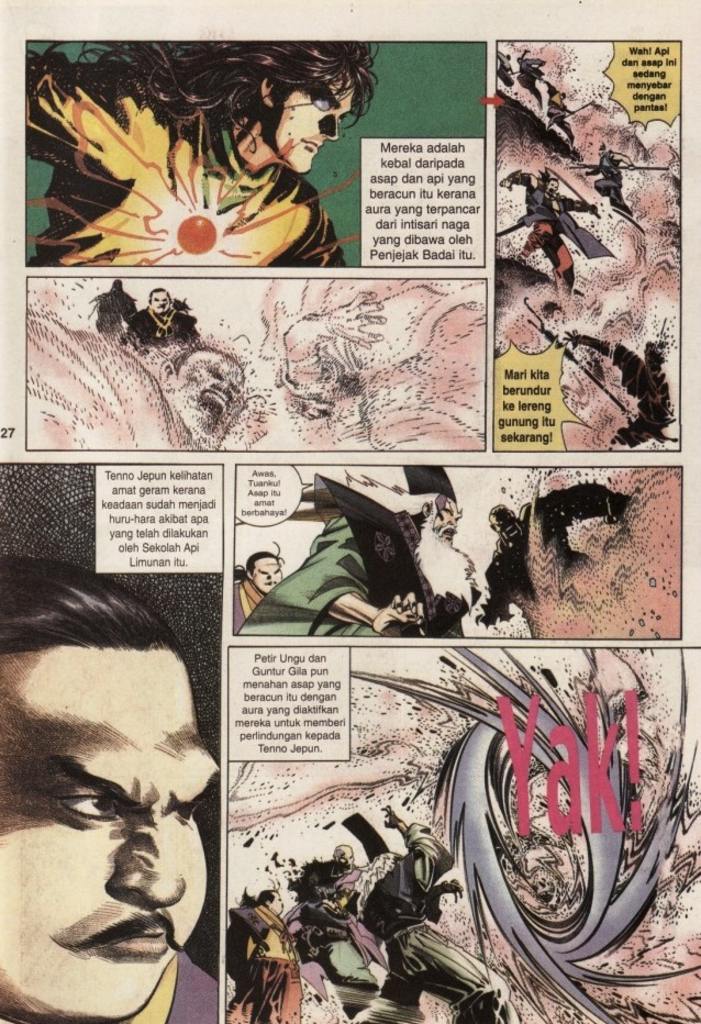 Mereka adalah
kebal daripada
asap dan api yang
beracun itu kerana
aura yang terpancar
dari intisari naga
yang dibawa oleh
Penjejak Badai itu.
Wah! Api
dan asap ini
sedang
menyebar
dengan
pantas!
Mari kita
berundur
ke lereng
gunung itu
sekarang!
27
Tenno Jepun kelihatan
amat geram kerana
keadaan sudah menjadi
huru-hara akibat apa
yang telah dilakukan
oleh Sekolah Api
Limunan itu.
Awas,
Tuanku!
Asap itu
amat
berbahaya!
Petir Ungu dan
Guntur Gila pun
menahan asap yang
beracun itu dengan
aura yang diaktifkan
mereka untuk memberi
perlindungan kepada
Tenno Jepun.
Yak!